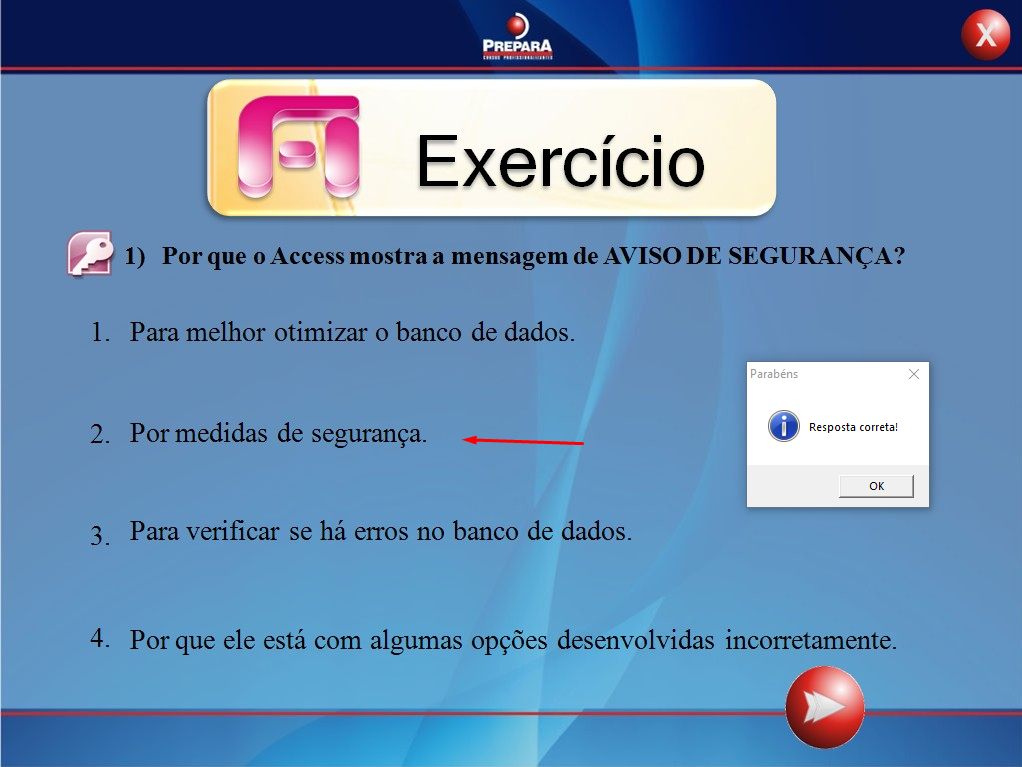 PREPARA
CURSOS PROFISSIONALIZANTES
X
Exercício
1) Por que o Access mostra a mensagem de AVISO DE SEGURANÇA?
1. Para melhor otimizar o banco de dados.
Parabéns
2. Por medidas de segurança.
Resposta correta!
OK
3. Para verificar se há erros no banco de dados.
4. Por que ele está com algumas opções desenvolvidas incorretamente.